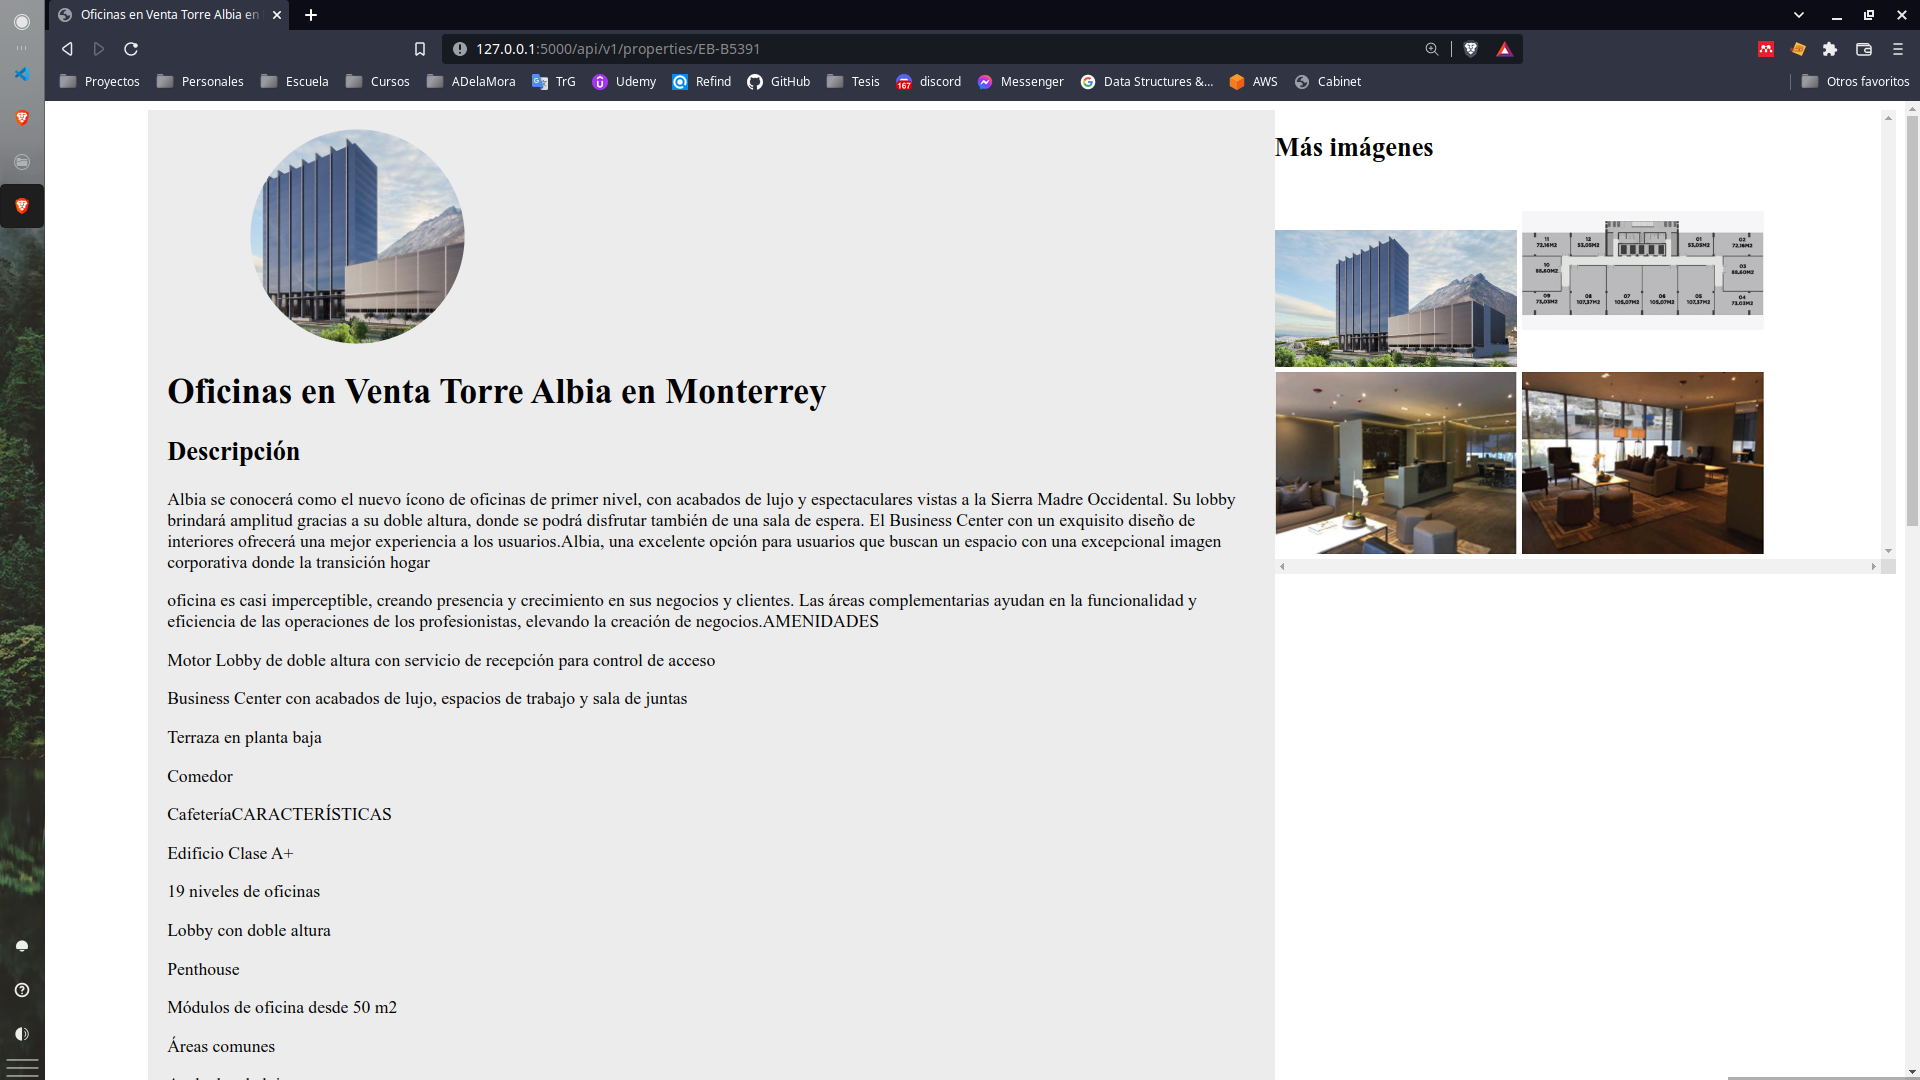 Oficinas en Venta Torre Albia en
127.0.0.1:5000/api/v1/properties/EB-B5391
Proyectos
Personales
Escuela
Cursos
ADelaMora
TrG
Udemy
Refind
GitHub
Tesis
167
discord
Messenger
Data Structures &...
AWS
Cabinet
Otros favoritos
Oficinas en Venta Torre Albia en Monterrey
Descripción
Albia se conocerá como el nuevo ícono de oficinas de primer nivel, con acabados de lujo y espectaculares vistas a la Sierra Madre Occidental. Su lobby
brindará amplitud gracias a su doble altura, donde se podrá disfrutar también de una sala de espera. El Business Center con un exquisito diseño de
interiores ofrecerá una mejor experiencia a los usuarios.Albia, una excelente opción para usuarios que buscan un espacio con una excepcional imagen
corporativa donde la transición hogar
oficina es casi imperceptible, creando presencia y crecimiento en sus negocios y clientes. Las áreas complementarias ayudan en la funcionalidad y
eficiencia de las operaciones de los profesionistas, elevando la creación de negocios.AMENIDADES
Motor Lobby de doble altura con servicio de recepción para control de acceso
Business Center con acabados de lujo, espacios de trabajo y sala de juntas
Terraza en planta baja
Comedor
CafeteríaCARACTERÍSTICAS
Edificio Clase A+
19 niveles de oficinas
Lobby con doble altura
Penthouse
Módulos de oficina desde 50 m2
Áreas comunes
Más imágenes
11
72,16M2
12
53,05M2
01
53,05M2
02
72,16M2
10
88,60M2
03
88,60M2
09
73,03M2
08
107,37M2
07
105,07M2
06
105,07M2
05
107,37M2
04
73,03M2